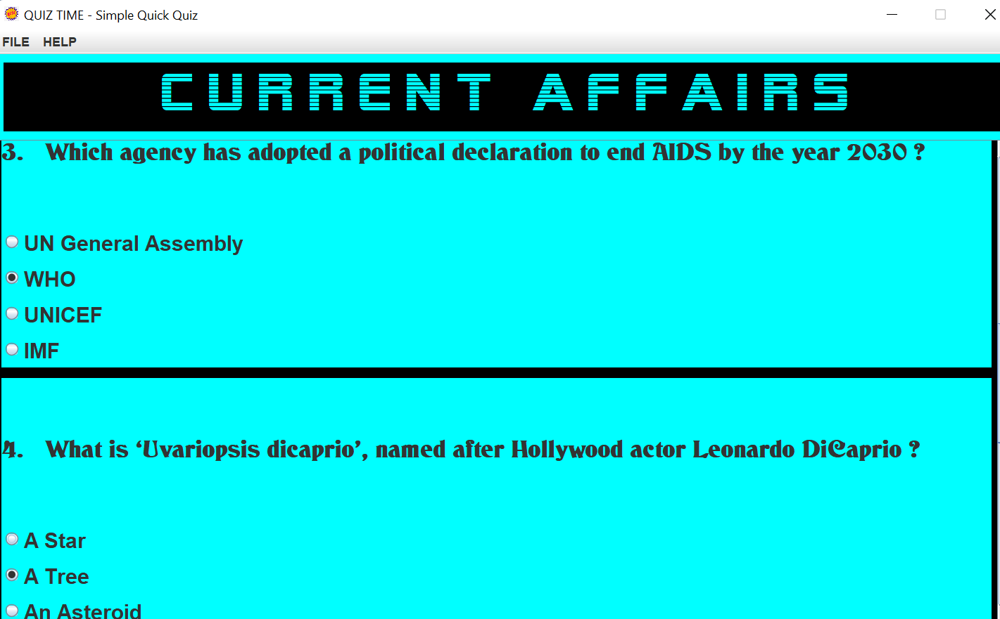 QUIZ TIME - Simple Quick Quiz
FILE HELP
CURRENT AFFAIRS
3. Which agency has adopted a political declaration to end AIDS by the year 2030 ?
UN General Assembly
WHO
UNICEF
IMF
4. What is ‘Uvariopsis dicaprio’, named after Hollywood actor Leonardo DiCaprio ?
A Star
A Tree
An Asteroid